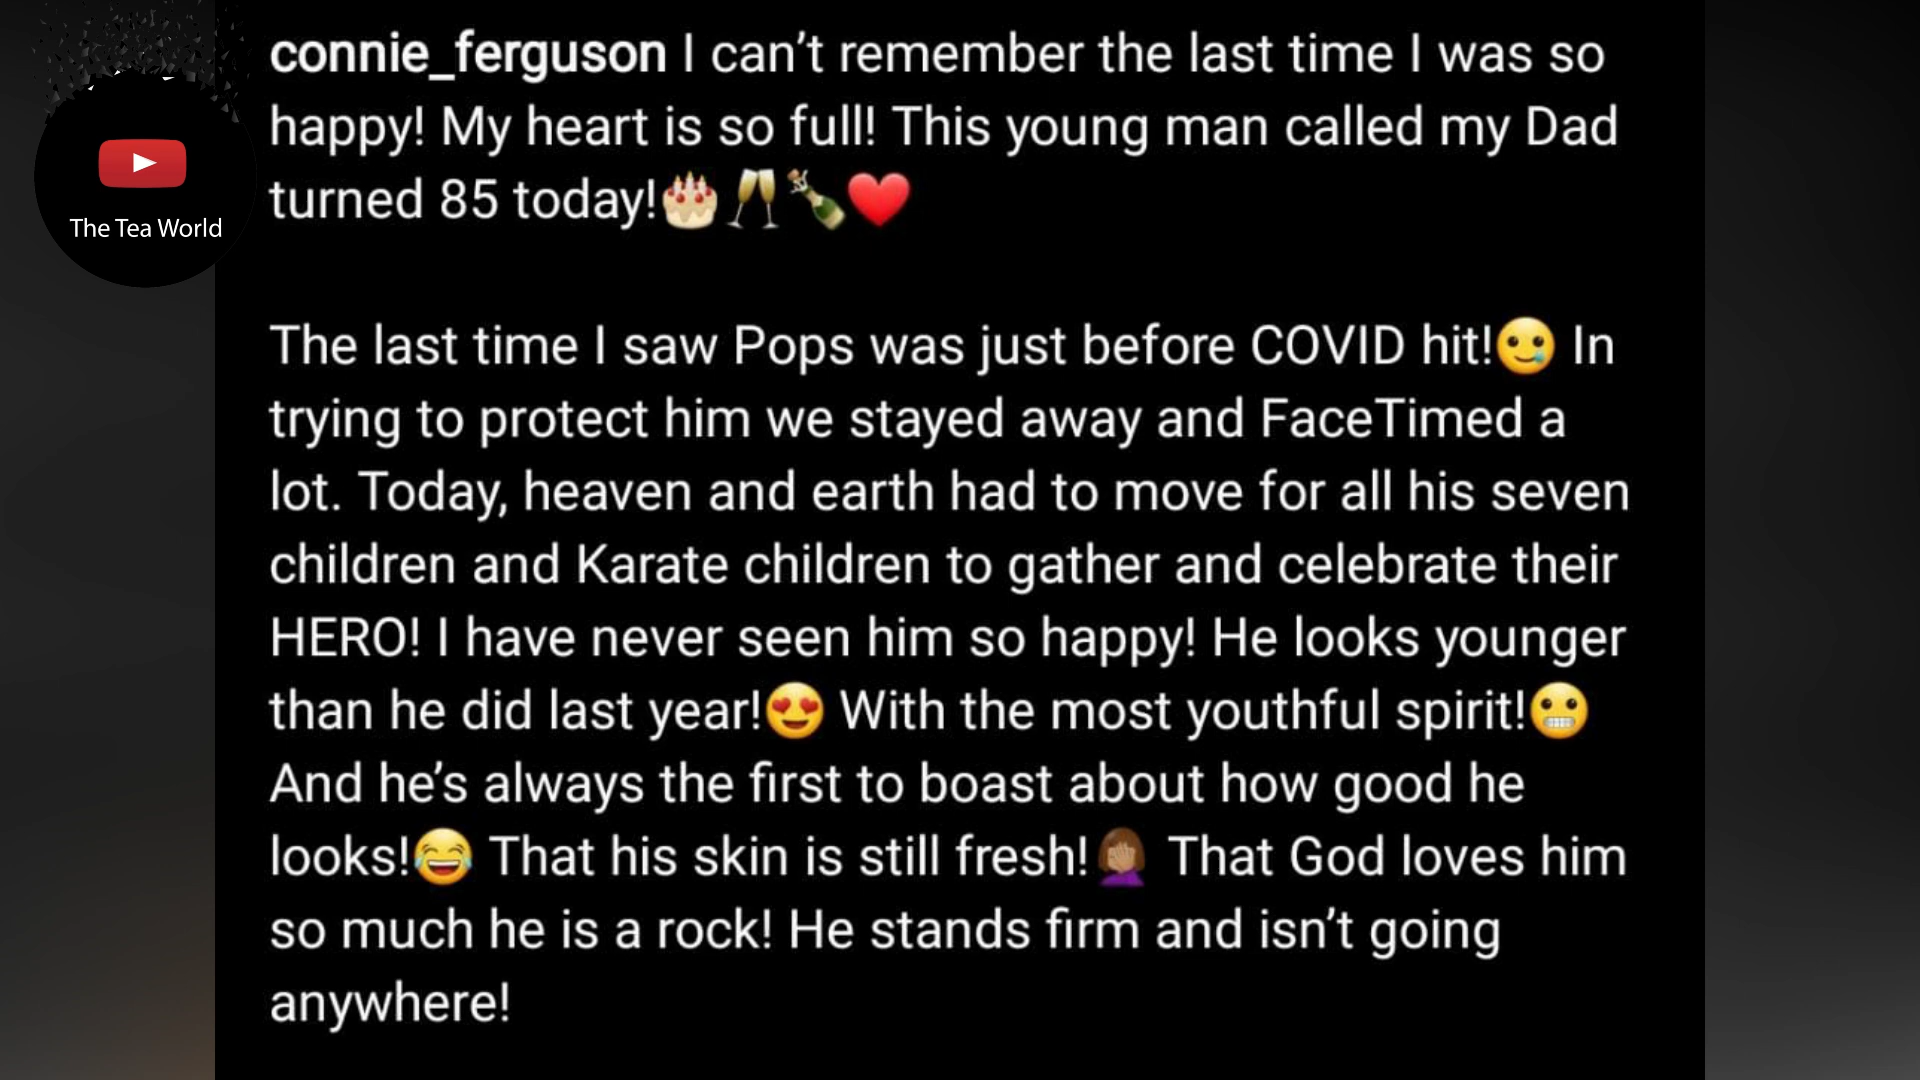 connie_ferguson I can’t remember the last time I was so
happy! My heart is so full! This young man called my Dad
turned 85 today!🎂🥂🍾❤️
The Tea World
The last time I saw Pops was just before COVID hit!🥲 In
trying to protect him we stayed away and FaceTimed a
lot. Today, heaven and earth had to move for all his seven
children and Karate children to gather and celebrate their
HERO! I have never seen him so happy! He looks younger
than he did last year!😍 With the most youthful spirit!😬
And he’s always the first to boast about how good he
looks!😂 That his skin is still fresh!🤦🏽‍♀️ That God loves him
so much he is a rock! He stands firm and isn’t going
anywhere!